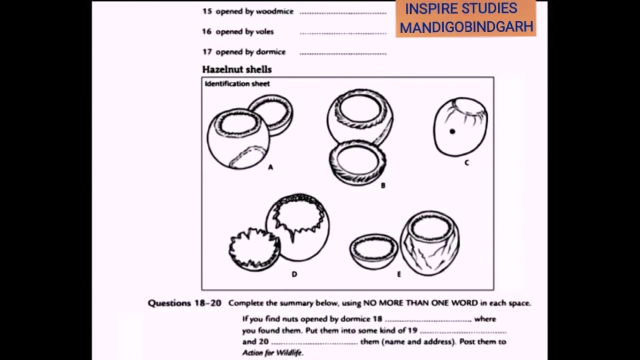 INSPIRE STUDIES
MANDIGOBINDGARH
15 opened by woodmice ..............................
16 opened by voles ..............................
17 opened by dormice ..............................
Hazelnut shells
Identification sheet
A
B
C
D
E
Questions 18–20 Complete the summary below, using NO MORE THAN ONE WORD in each space.
If you find nuts opened by dormice 18 .............................. where
you found them. Put them into some kind of 19 ..............................
and 20 .............................. them (name and address). Post them to
Action for Wildlife.